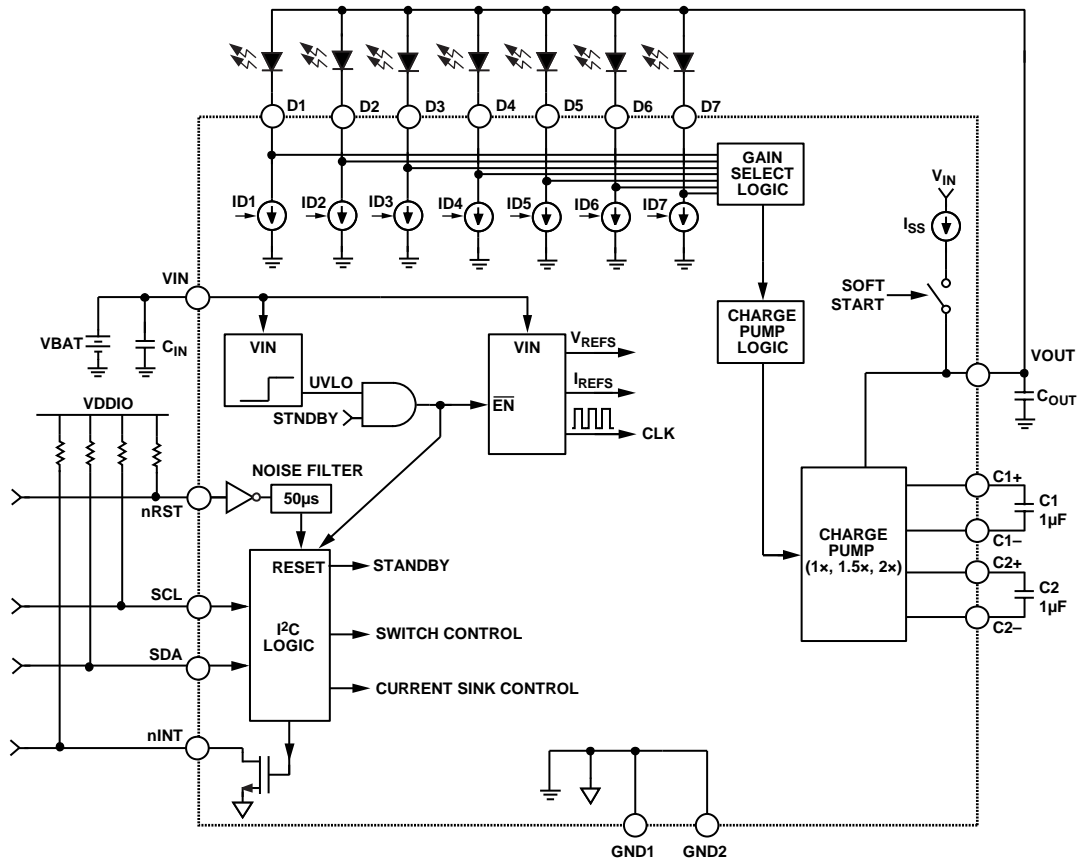 D1
D2
D3
D4
D5
D6
D7
GAIN
SELECT
LOGIC
VIN
ISS
ID1
ID2
ID3
ID4
ID5
ID6
ID7
VIN
SOFT
START
CHARGE
PUMP
LOGIC
VBAT
CIN
VIN
VIN
VREFS
VOUT
UVLO
IREFS
COUT
STNDBY
EN
CLK
VDDIO
NOISE FILTER
50µs
nRST
C1+
C1
1µF
C1–
CHARGE
PUMP
(1×, 1.5×, 2×)
C2+
C2
1µF
C2–
RESET
STANDBY
SCL
I²C
LOGIC
SWITCH CONTROL
SDA
CURRENT SINK CONTROL
nINT
GND1
GND2